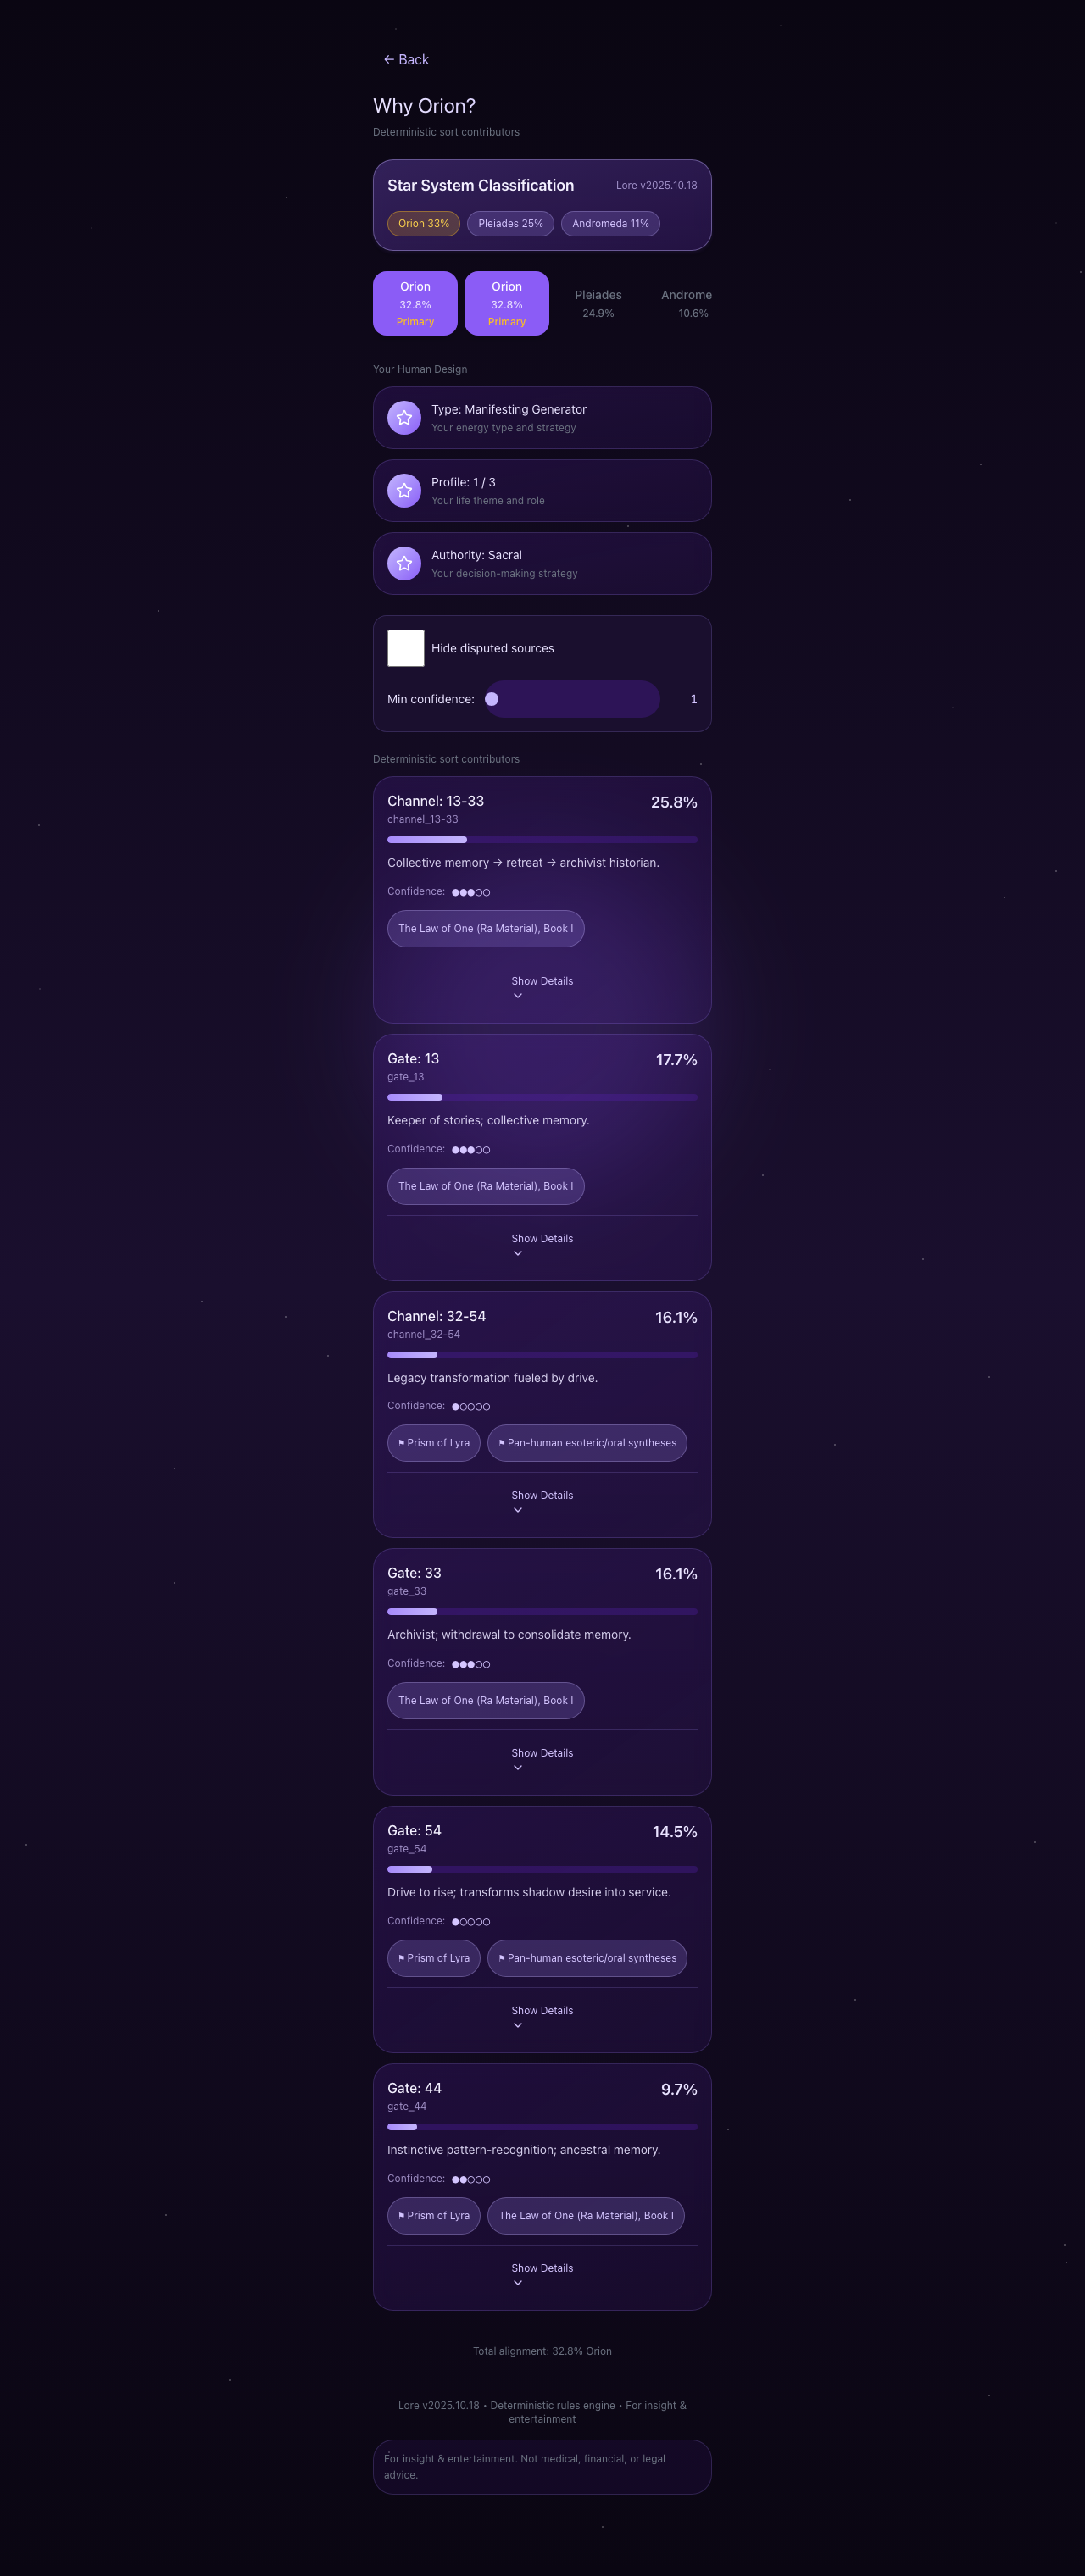 ← Back
Why Orion?
Deterministic sort contributors
Star System Classification
Lore v2025.10.18
Orion 33%
Pleiades 25%
Andromeda 11%
Orion
32.8%
Primary
Orion
32.8%
Primary
Pleiades
24.9%
Androme
10.6%
Your Human Design
Type: Manifesting Generator
Your energy type and strategy
Profile: 1 / 3
Your life theme and role
Authority: Sacral
Your decision-making strategy
Hide disputed sources
Min confidence:
1
Deterministic sort contributors
Channel: 13-33
25.8%
channel_13-33
Collective memory → retreat → archivist historian.
Confidence: ●●●○○
The Law of One (Ra Material), Book I
Show Details
Gate: 13
17.7%
gate_13
Keeper of stories; collective memory.
Confidence: ●●●○○
The Law of One (Ra Material), Book I
Show Details
Channel: 32-54
16.1%
channel_32-54
Legacy transformation fueled by drive.
Confidence: ●○○○○
⚑ Prism of Lyra
⚑ Pan-human esoteric/oral syntheses
Show Details
Gate: 33
16.1%
gate_33
Archivist; withdrawal to consolidate memory.
Confidence: ●●●○○
The Law of One (Ra Material), Book I
Show Details
Gate: 54
14.5%
gate_54
Drive to rise; transforms shadow desire into service.
Confidence: ●○○○○
⚑ Prism of Lyra
⚑ Pan-human esoteric/oral syntheses
Show Details
Gate: 44
9.7%
gate_44
Instinctive pattern-recognition; ancestral memory.
Confidence: ●●○○○
⚑ Prism of Lyra
The Law of One (Ra Material), Book I
Show Details
Total alignment: 32.8% Orion
Lore v2025.10.18 • Deterministic rules engine • For insight &
entertainment
For insight & entertainment. Not medical, financial, or legal
advice.